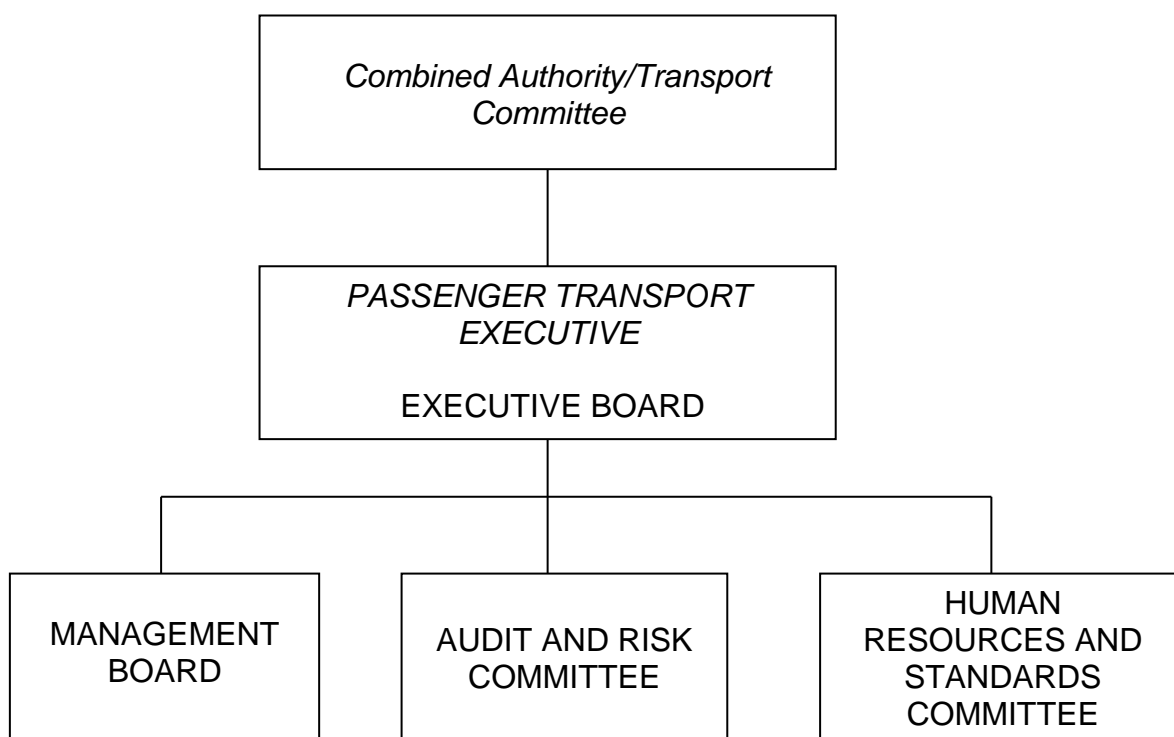 Combined Authority/Transport
Committee
PASSENGER TRANSPORT
EXECUTIVE
EXECUTIVE BOARD
MANAGEMENT
BOARD
AUDIT AND RISK
COMMITTEE
HUMAN
RESOURCES AND
STANDARDS
COMMITTEE